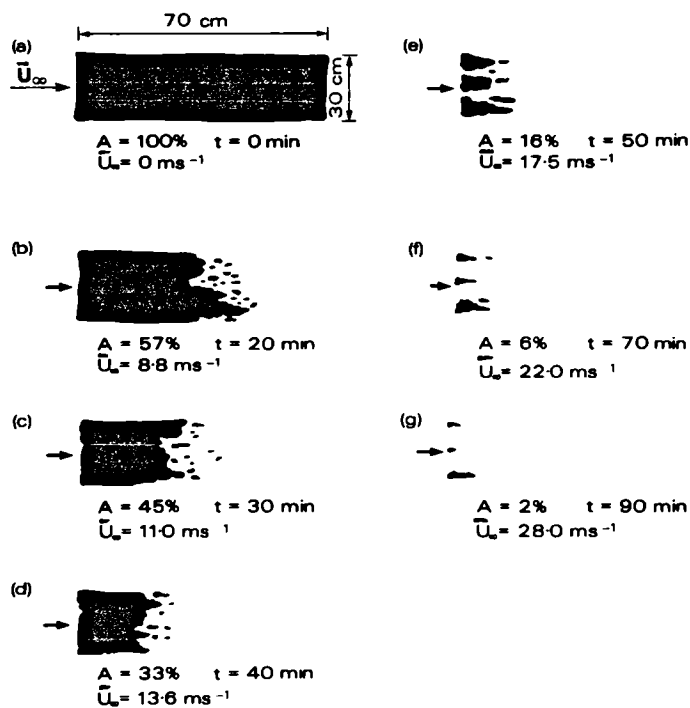 70 cm
(a)
U̅∞
30 cm
A = 100% t = 0 min
U̅∞ = 0 ms⁻¹
(b)
A = 57% t = 20 min
U̅∞ = 8·8 ms⁻¹
(c)
A = 45% t = 30 min
U̅∞ = 11·0 ms⁻¹
(d)
A = 33% t = 40 min
U̅∞ = 13·6 ms⁻¹
(e)
A = 16% t = 50 min
U̅∞ = 17·5 ms⁻¹
(f)
A = 6% t = 70 min
U̅∞ = 22·0 ms⁻¹
(g)
A = 2% t = 90 min
U̅∞ = 28·0 ms⁻¹